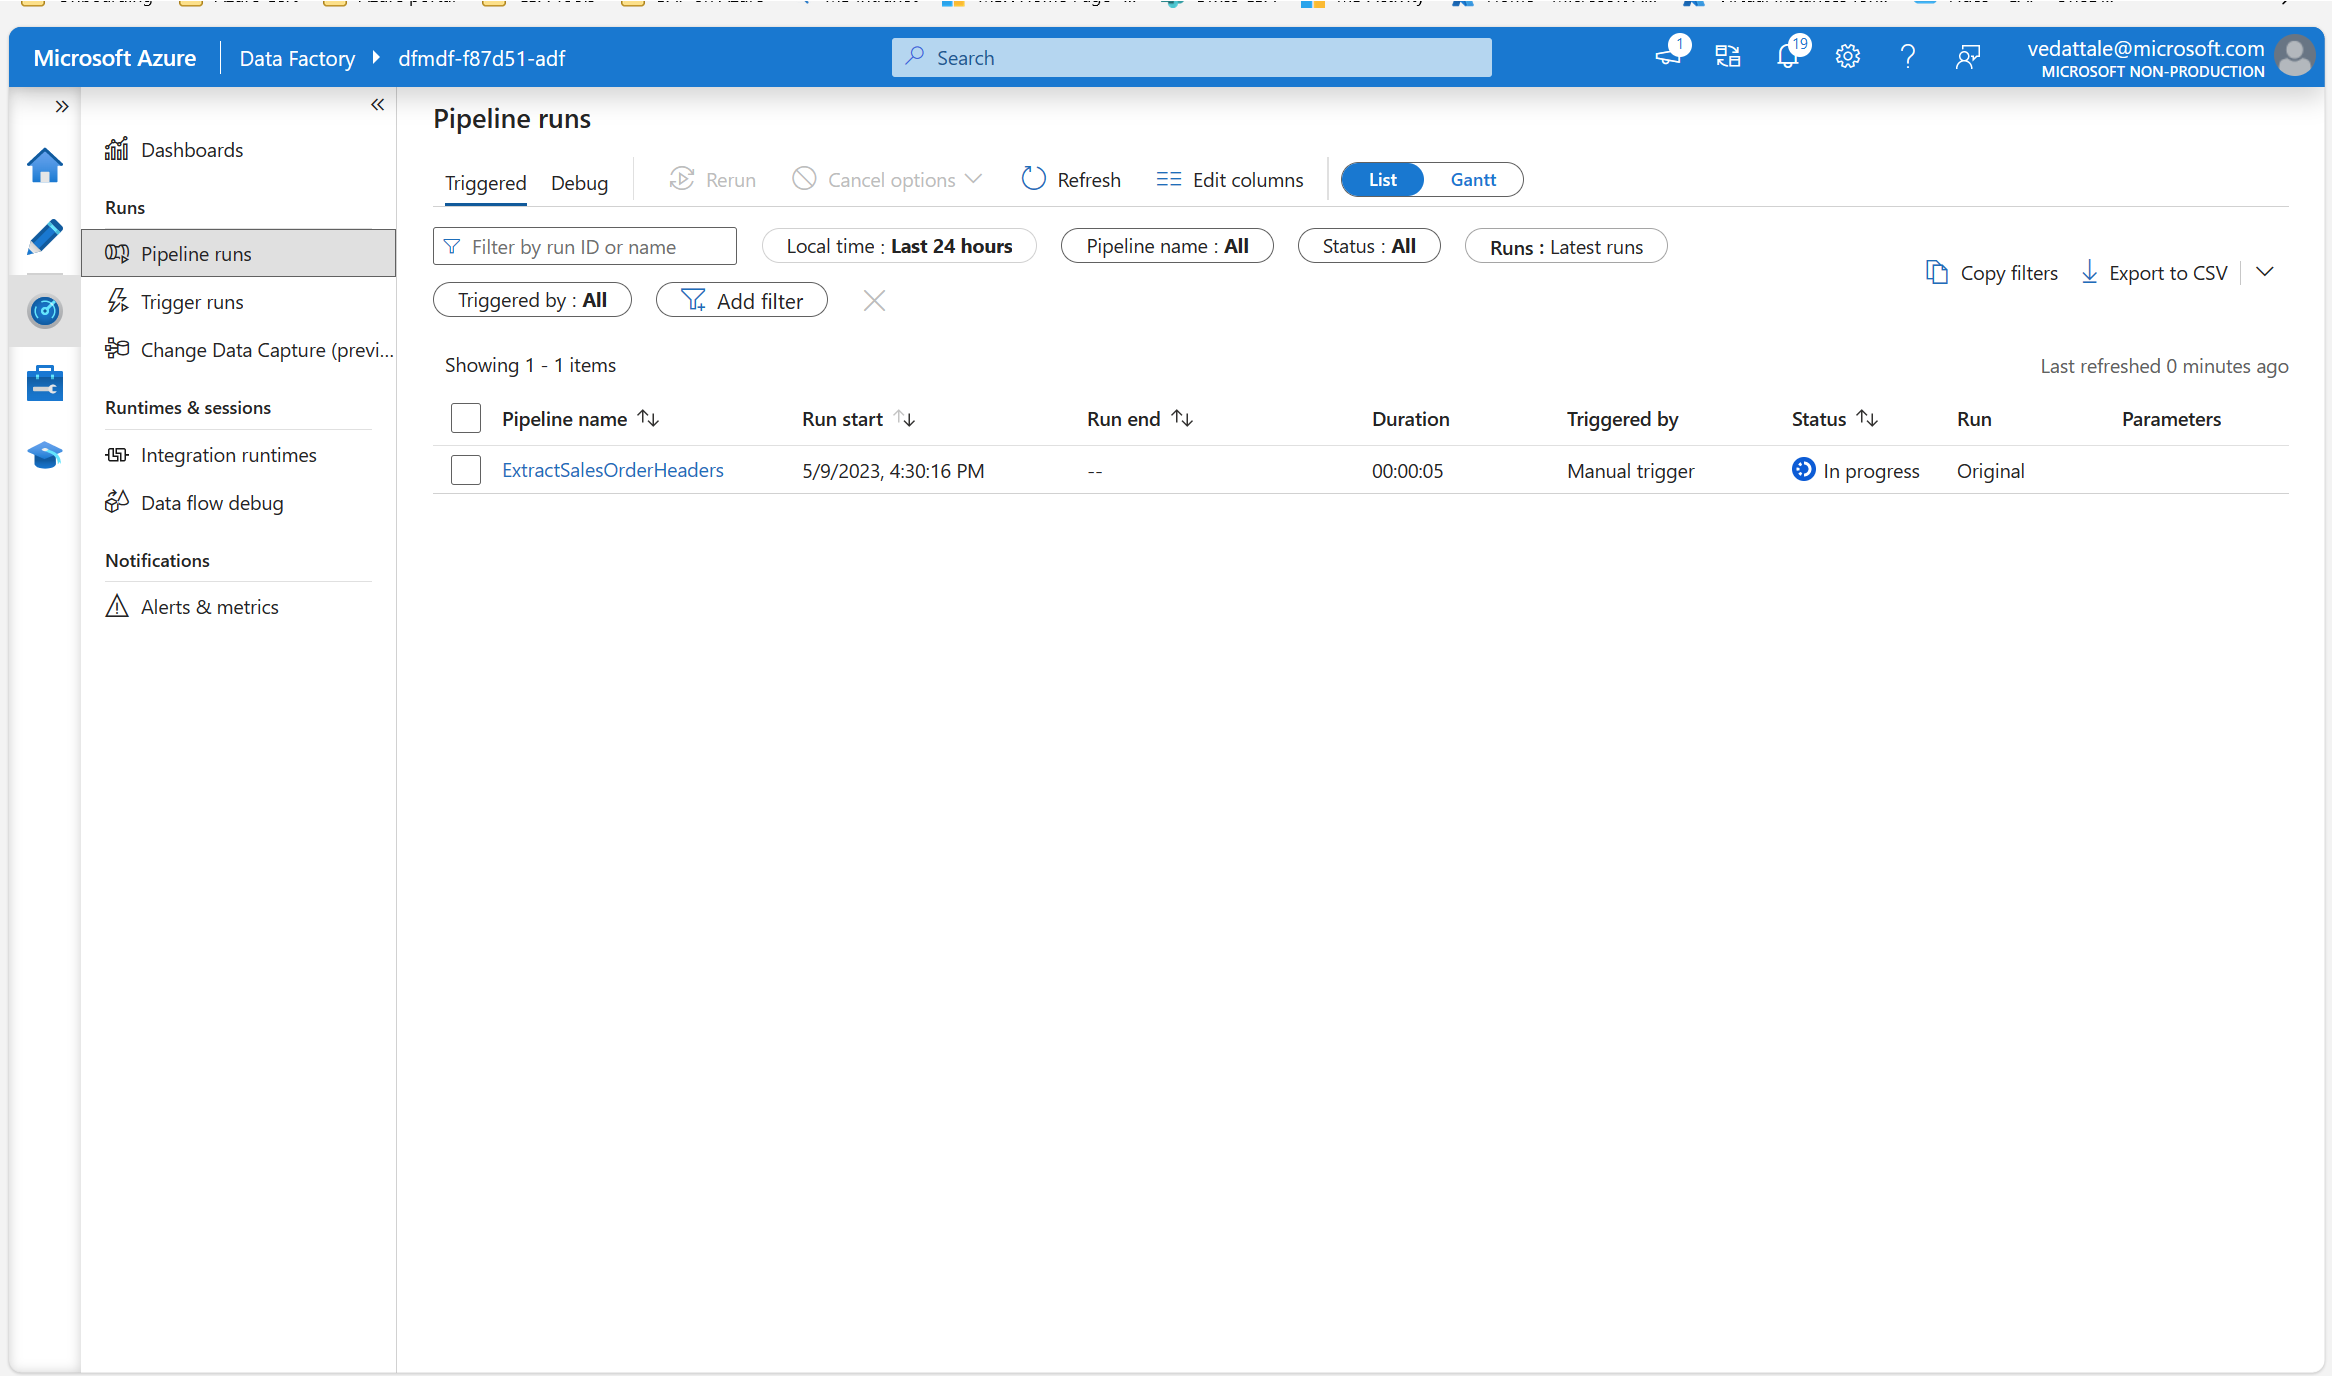 Microsoft Azure
Data Factory
dfmdf-f87d51-adf
Search
1
19
vedattale@microsoft.com
MICROSOFT NON-PRODUCTION
Dashboards
Runs
Pipeline runs
Trigger runs
Change Data Capture (previ...
Runtimes & sessions
Integration runtimes
Data flow debug
Notifications
Alerts & metrics
Pipeline runs
Triggered Debug Rerun Cancel options Refresh Edit columns List Gantt
Filter by run ID or name Local time : Last 24 hours Pipeline name : All Status : All Runs : Latest runs
Triggered by : All Add filter
Copy filters Export to CSV
Showing 1 - 1 items
Last refreshed 0 minutes ago
Pipeline name Run start Run end Duration Triggered by Status Run Parameters
ExtractSalesOrderHeaders 5/9/2023, 4:30:16 PM -- 00:00:05 Manual trigger In progress Original